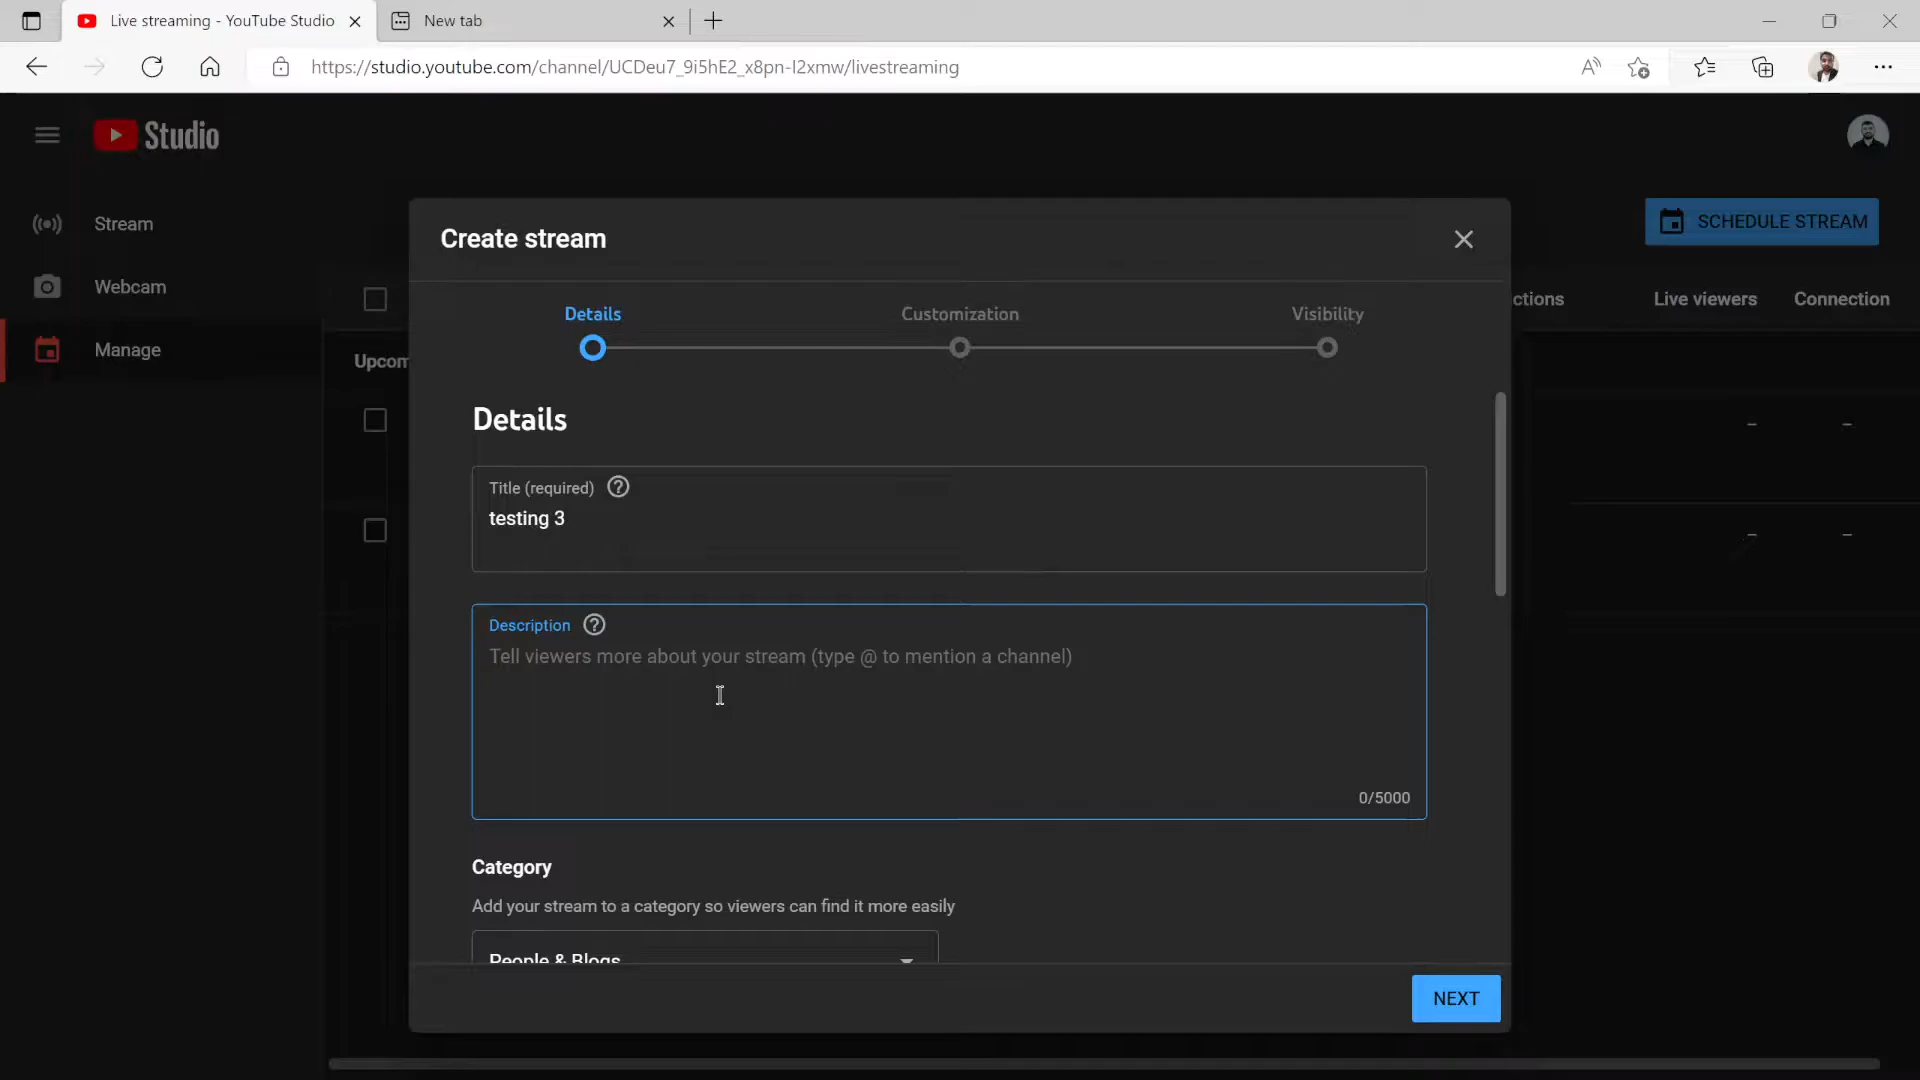 Live streaming - YouTube Studio
New tab
https://studio.youtube.com/channel/UCDeu7_9i5hE2_x8pn-I2xmw/livestreaming
Studio
Stream
Webcam
Manage
SCHEDULE STREAM
ctions
Live viewers
Connection
Upcom
Create stream
Details
Customization
Visibility
Details
Title (required)
testing 3
Description
Tell viewers more about your stream (type @ to mention a channel)
0/5000
Category
Add your stream to a category so viewers can find it more easily
People & Blogs
NEXT